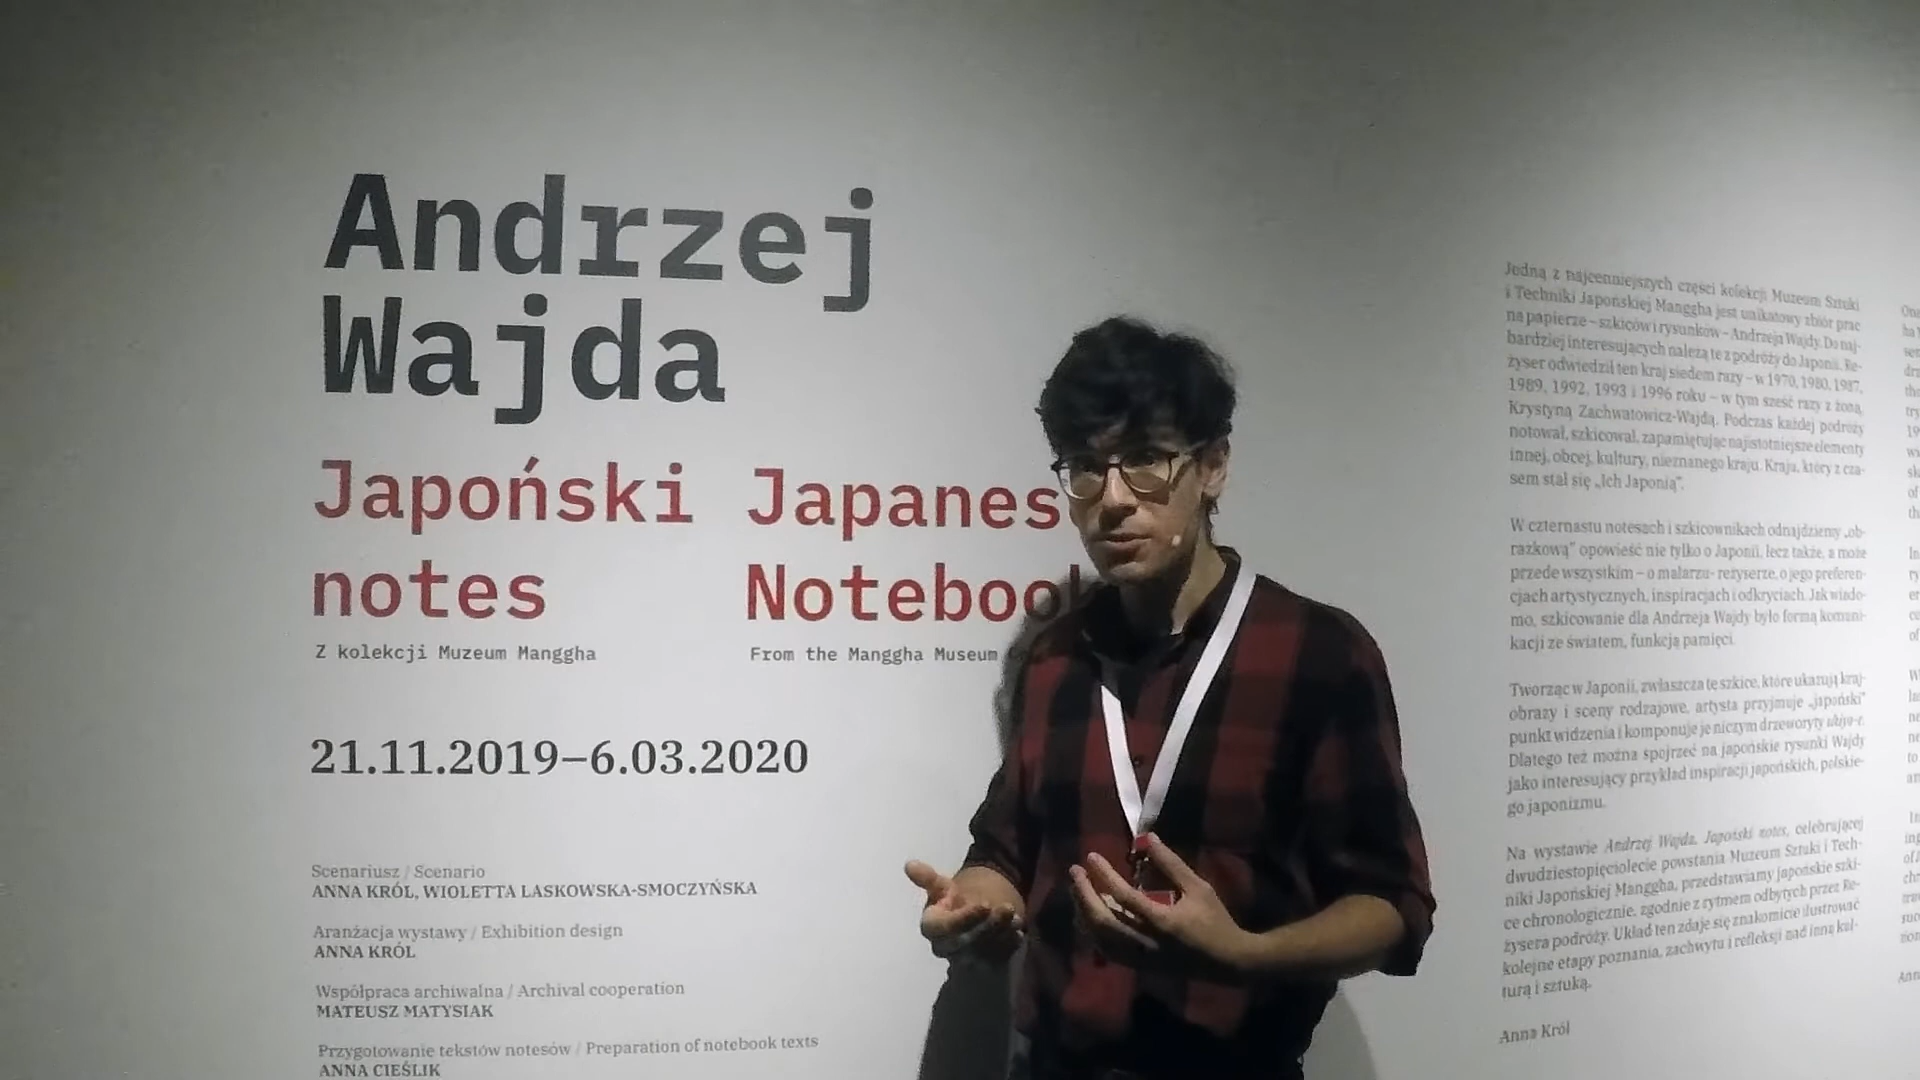 Andrzej
Wajda
Japoński
notes
Z kolekcji Muzeum Manggha
Japanes
Notebook
From the Manggha Museum
21.11.2019–6.03.2020
Scenariusz / Scenario
ANNA KRÓL, WIOLETTA LASKOWSKA-SMOCZYŃSKA
Aranżacja wystawy / Exhibition design
ANNA KRÓL
Współpraca archiwalna / Archival cooperation
MATEUSZ MATYSIAK
Przygotowanie tekstów notesów / Preparation of notebook texts
ANNA CIEŚLIK
Jedną z najcenniejszych części kolekcji Muzeum Sztuki
i Techniki Japońskiej Manggha jest unikatowy zbiór prac
na papierze – szkiców i rysunków – Andrzeja Wajdy. Do naj-
bardziej interesujących należą te z podróży do Japonii. Re-
żyser odwiedził ten kraj siedem razy – w 1970, 1980, 1987,
1989, 1992, 1993 i 1996 roku – w tym sześć razy z żoną,
Krystyną Zachwatowicz-Wajdą. Podczas każdej podróży
notował, szkicował, zapamiętując najistotniejsze elementy
innej, obcej, kultury, nieznanego kraju. Kraju, który z cza-
sem stał się „Ich Japonią”.
W czternastu notesach i szkicownikach odnajdziemy „ob-
razkową” opowieść nie tylko o Japonii, lecz także, a może
przede wszystkim – o malarzu-reżyserze, o jego preferen-
cjach artystycznych, inspiracjach i odkryciach. Jak wiado-
mo, szkicowanie dla Andrzeja Wajdy było formą komuni-
kacji ze światem, funkcją pamięci.
Tworząc w Japonii, zwłaszcza te szkice, które ukazują kraj-
obrazy i sceny rodzajowe, artysta przyjmuje „japoński”
punkt widzenia i komponuje je niczym drzeworyty ukiyo-e.
Dlatego też można spojrzeć na japońskie rysunki Wajdy
jako interesujący przykład inspiracji japońskich, polskie-
go japonizmu.
Na wystawie Andrzej Wajda. Japoński notes, celebrującej
dwudziestopięciolecie powstania Muzeum Sztuki i Tech-
niki Japońskiej Manggha, przedstawiamy japońskie szki-
ce chronologicznie, zgodnie z rytmem odbytych przez Re-
żysera podróży. Układ ten zdaje się znakomicie ilustrować
kolejne etapy poznania, zachwytu i refleksji nad inną kul-
turą i sztuką.
Anna Król